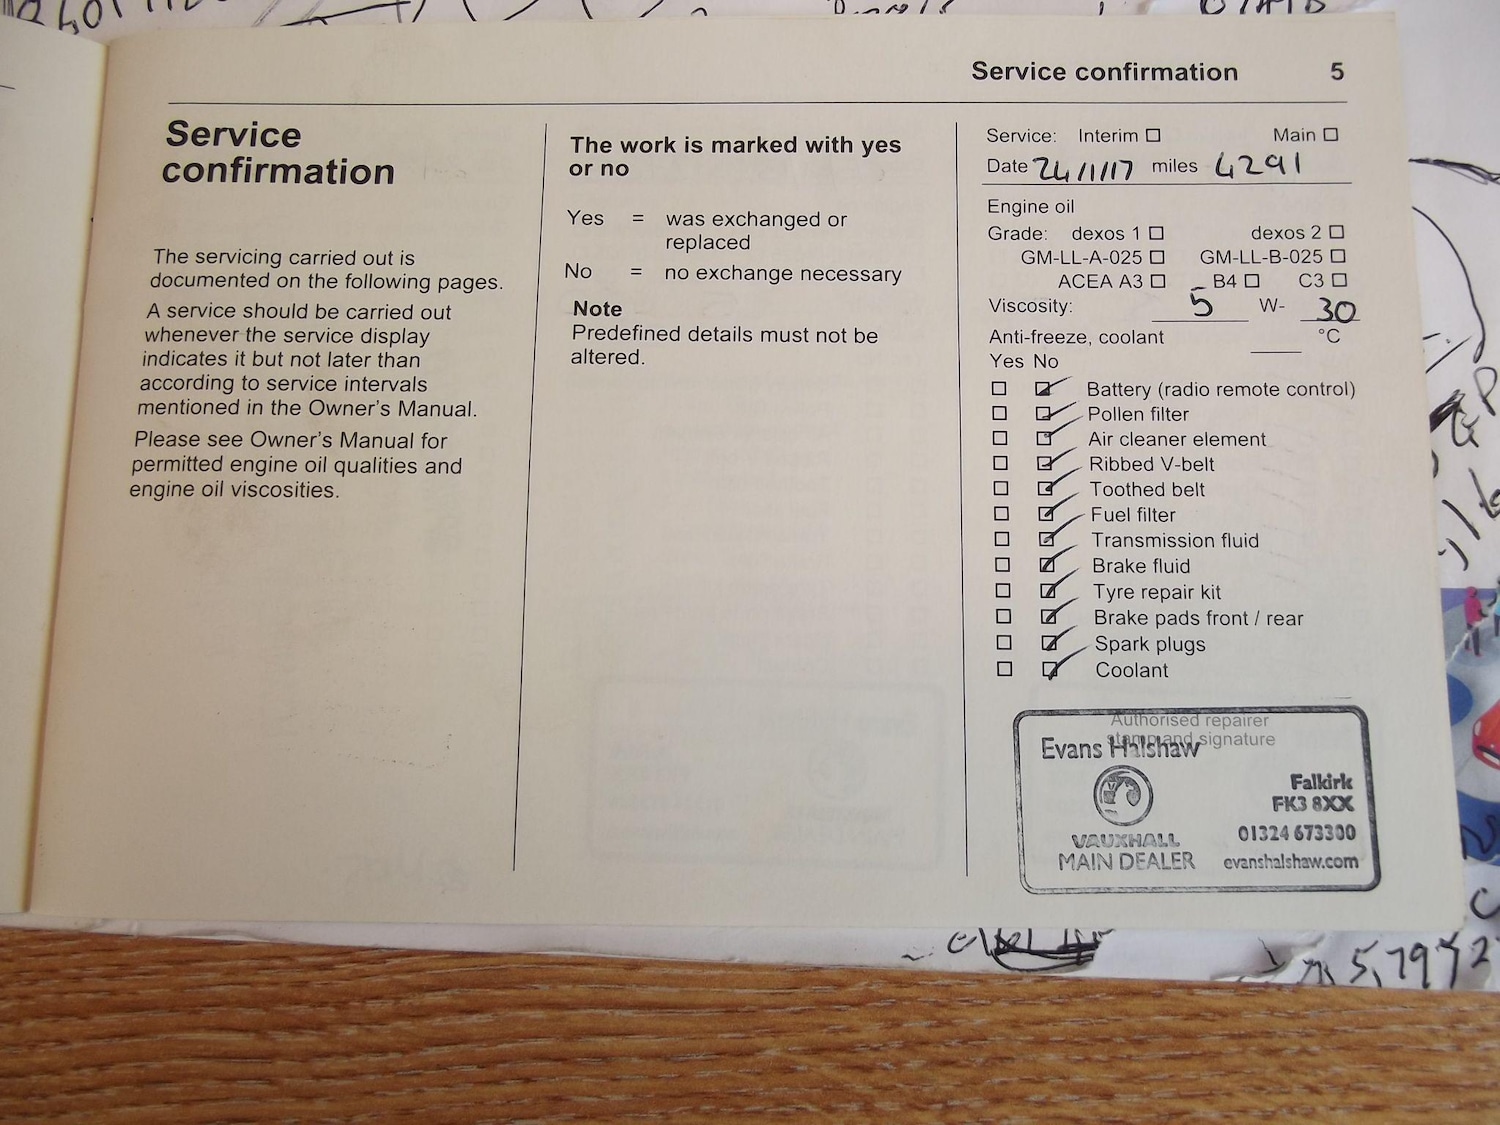 Service confirmation 5
Service
confirmation
The servicing carried out is
documented on the following pages.
A service should be carried out
whenever the service display
indicates it but not later than
according to service intervals
mentioned in the Owner's Manual.
Please see Owner's Manual for
permitted engine oil qualities and
engine oil viscosities.
The work is marked with yes
or no
Yes = was exchanged or
replaced
No = no exchange necessary
Note
Predefined details must not be
altered.
Service: Interim ☐ Main ☐
Date 24/1/17 miles 4291
Engine oil
Grade: dexos 1 ☐ dexos 2 ☐
GM-LL-A-025 ☐ GM-LL-B-025 ☐
ACEA A3 ☐ B4 ☐ C3 ☐
Viscosity: 5 W- 30
Anti-freeze, coolant °C
Yes No
☐ ☑ Battery (radio remote control)
☐ ☑ Pollen filter
☐ ☑ Air cleaner element
☐ ☑ Ribbed V-belt
☐ ☑ Toothed belt
☐ ☑ Fuel filter
☐ ☑ Transmission fluid
☐ ☑ Brake fluid
☐ ☑ Tyre repair kit
☐ ☑ Brake pads front / rear
☐ ☑ Spark plugs
☐ ☑ Coolant
Authorised repairer
stamp and signature
Evans Halshaw
VAUXHALL
MAIN DEALER
Falkirk
FK3 8XX
01324 673300
evanshalshaw.com